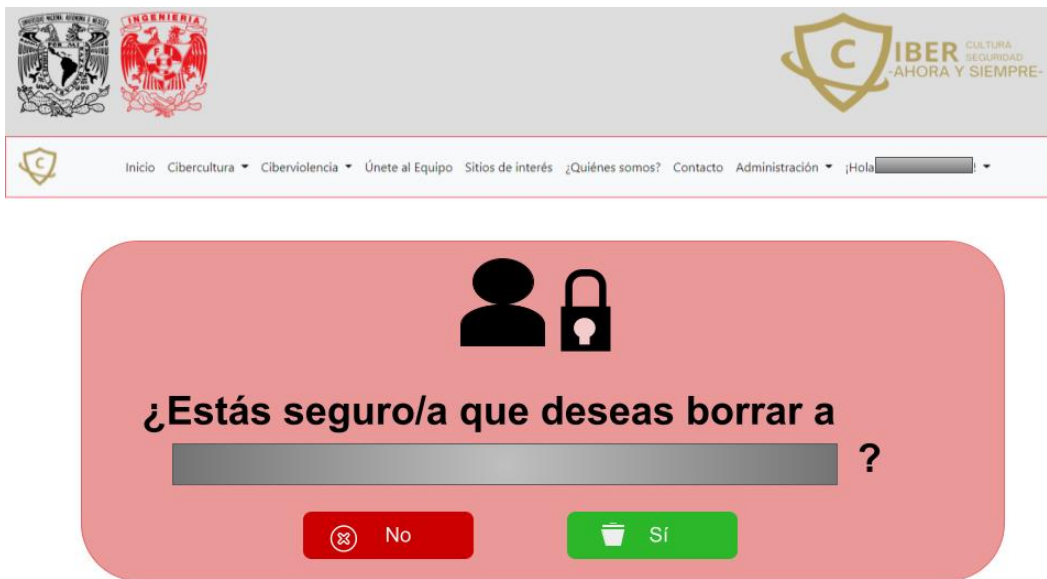 INGENIERIA
C IBER CULTURA
SEGURIDAD
-AHORA Y SIEMPRE-
C
Inicio Cibercultura Ciberviolencia Únete al Equipo Sitios de interés ¿Quiénes somos? Contacto Administración ¡Hola !
¿Estás seguro/a que deseas borrar a
?
No Sí